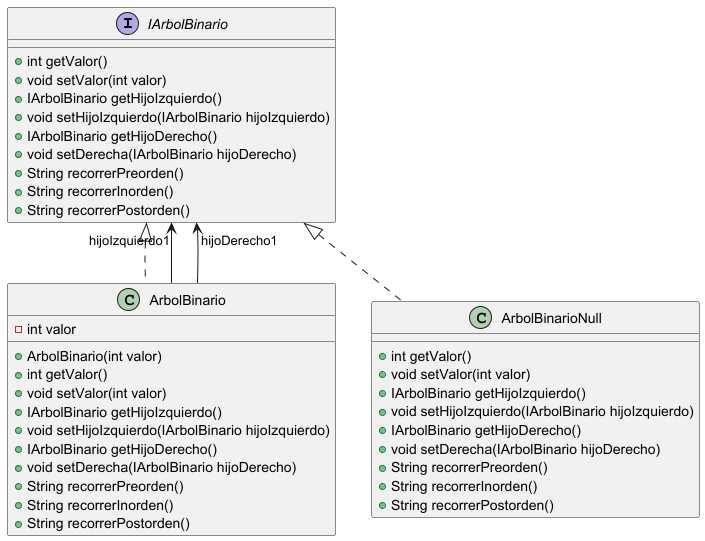 I IArbolBinario
int getValor()
void setValor(int valor)
IArbolBinario getHijoIzquierdo()
void setHijoIzquierdo(IArbolBinario hijoIzquierdo)
IArbolBinario getHijoDerecho()
void setDerecha(IArbolBinario hijoDerecho)
String recorrerPreorden()
String recorrerInorden()
String recorrerPostorden()
hijoIzquierdo1
hijoDerecho1
C ArbolBinario
int valor
ArbolBinario(int valor)
int getValor()
void setValor(int valor)
IArbolBinario getHijoIzquierdo()
void setHijoIzquierdo(IArbolBinario hijoIzquierdo)
IArbolBinario getHijoDerecho()
void setDerecha(IArbolBinario hijoDerecho)
String recorrerPreorden()
String recorrerInorden()
String recorrerPostorden()
C ArbolBinarioNull
int getValor()
void setValor(int valor)
IArbolBinario getHijoIzquierdo()
void setHijoIzquierdo(IArbolBinario hijoIzquierdo)
IArbolBinario getHijoDerecho()
void setDerecha(IArbolBinario hijoDerecho)
String recorrerPreorden()
String recorrerInorden()
String recorrerPostorden()